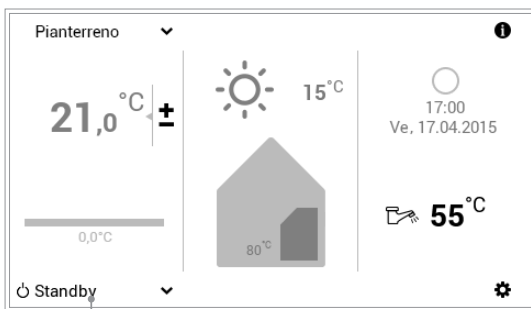 Pianterreno
21,0°C
±
0,0°C
Standby
15°C
80°C
17:00
Ve, 17.04.2015
55°C